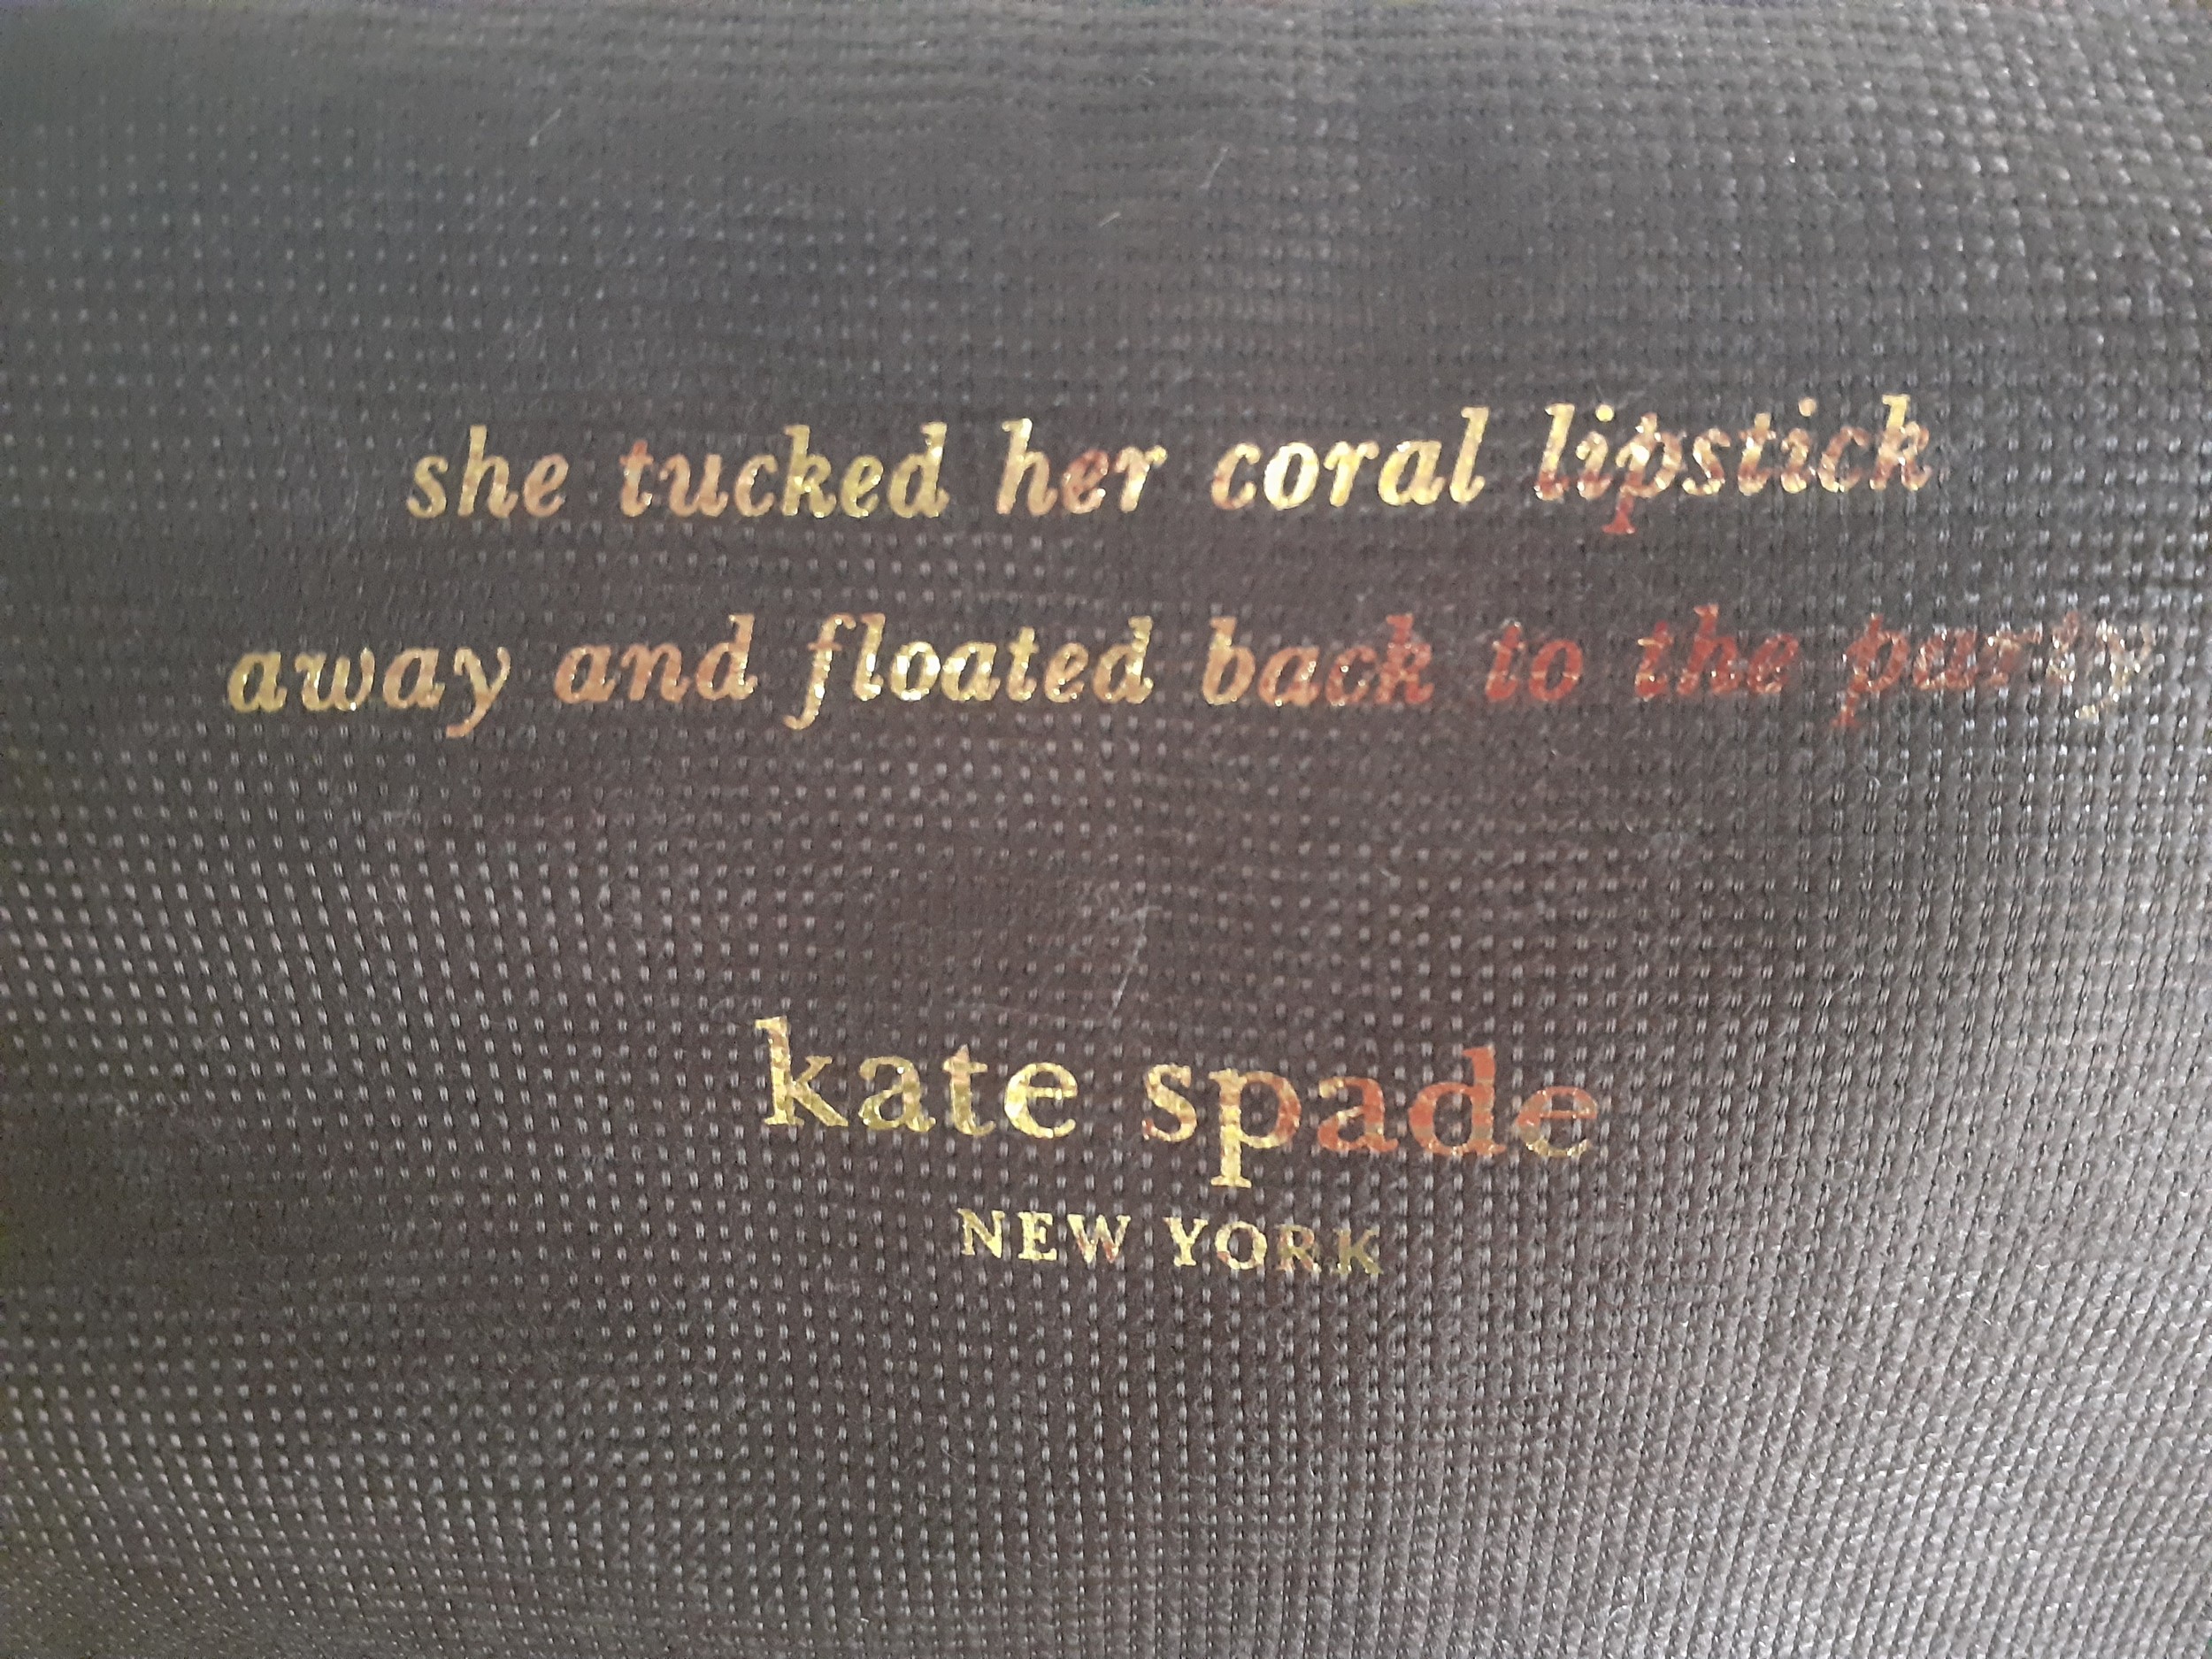 she tucked her coral lipstick
away and floated back to the party
kate spade
NEW YORK